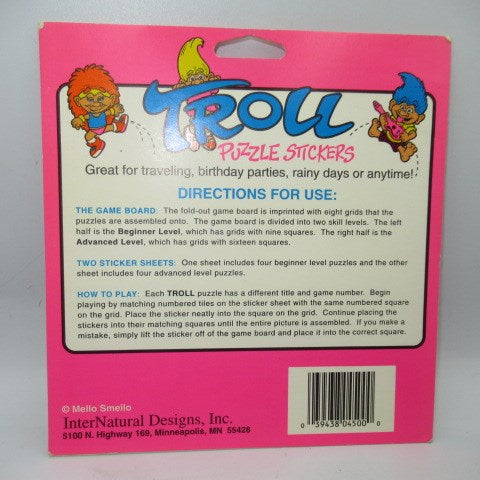 TROLL
PUZZLE STICKERS
Great for traveling, birthday parties, rainy days or anytime!
DIRECTIONS FOR USE:
THE GAME BOARD: The fold-out game board is imprinted with eight grids that the
puzzles are assembled onto. The game board is divided into two skill levels. The left
half is the Beginner Level, which has grids with nine squares. The right half is the
Advanced Level, which has grids with sixteen squares.
TWO STICKER SHEETS: One sheet includes four beginner level puzzles and the other
sheet includes four advanced level puzzles.
HOW TO PLAY: Each TROLL puzzle has a different title and game number. Begin
playing by matching numbered tiles on the sticker sheet with the same numbered square
on the grid. Place the sticker neatly into the square on the grid. Continue placing the
stickers into their matching squares until the entire picture is assembled. If you make a
mistake, simply lift the sticker off of the game board and place it into the correct square.
© Mello Smello
InterNatural Designs, Inc.
5100 N. Highway 169, Minneapolis, MN 55428
0 39438 04500 0